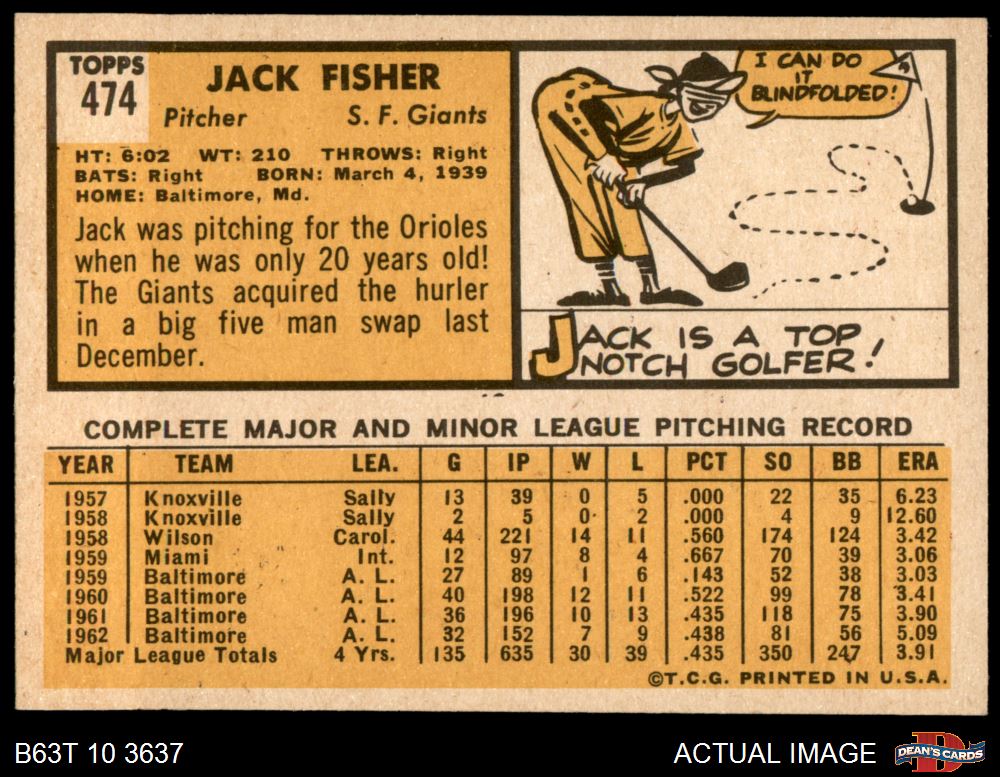 TOPPS
474
JACK FISHER
Pitcher S. F. Giants
HT: 6:02 WT: 210 THROWS: Right
BATS: Right BORN: March 4, 1939
HOME: Baltimore, Md.
Jack was pitching for the Orioles
when he was only 20 years old!
The Giants acquired the hurler
in a big five man swap last
December.
I CAN DO
IT
BLINDFOLDED!
JACK IS A TOP
NOTCH GOLFER!
COMPLETE MAJOR AND MINOR LEAGUE PITCHING RECORD
YEAR TEAM LEA. G IP W L PCT SO BB ERA
1957 Knoxville Sally 13 39 0 5 .000 22 35 6.23
1958 Knoxville Sally 2 5 0 2 .000 4 9 12.60
1958 Wilson Carol. 44 221 14 11 .560 174 124 3.42
1959 Miami Int. 12 97 8 4 .667 70 39 3.06
1959 Baltimore A. L. 27 89 1 6 .143 52 38 3.03
1960 Baltimore A. L. 40 198 12 11 .522 99 78 3.41
1961 Baltimore A. L. 36 196 10 13 .435 118 75 3.90
1962 Baltimore A. L. 32 152 7 9 .438 81 56 5.09
Major League Totals 4 Yrs. 135 635 30 39 .435 350 247 3.91
©T.C.G. PRINTED IN U.S.A.
B63T 10 3637
ACTUAL IMAGE
D
DEAN'S CARDS